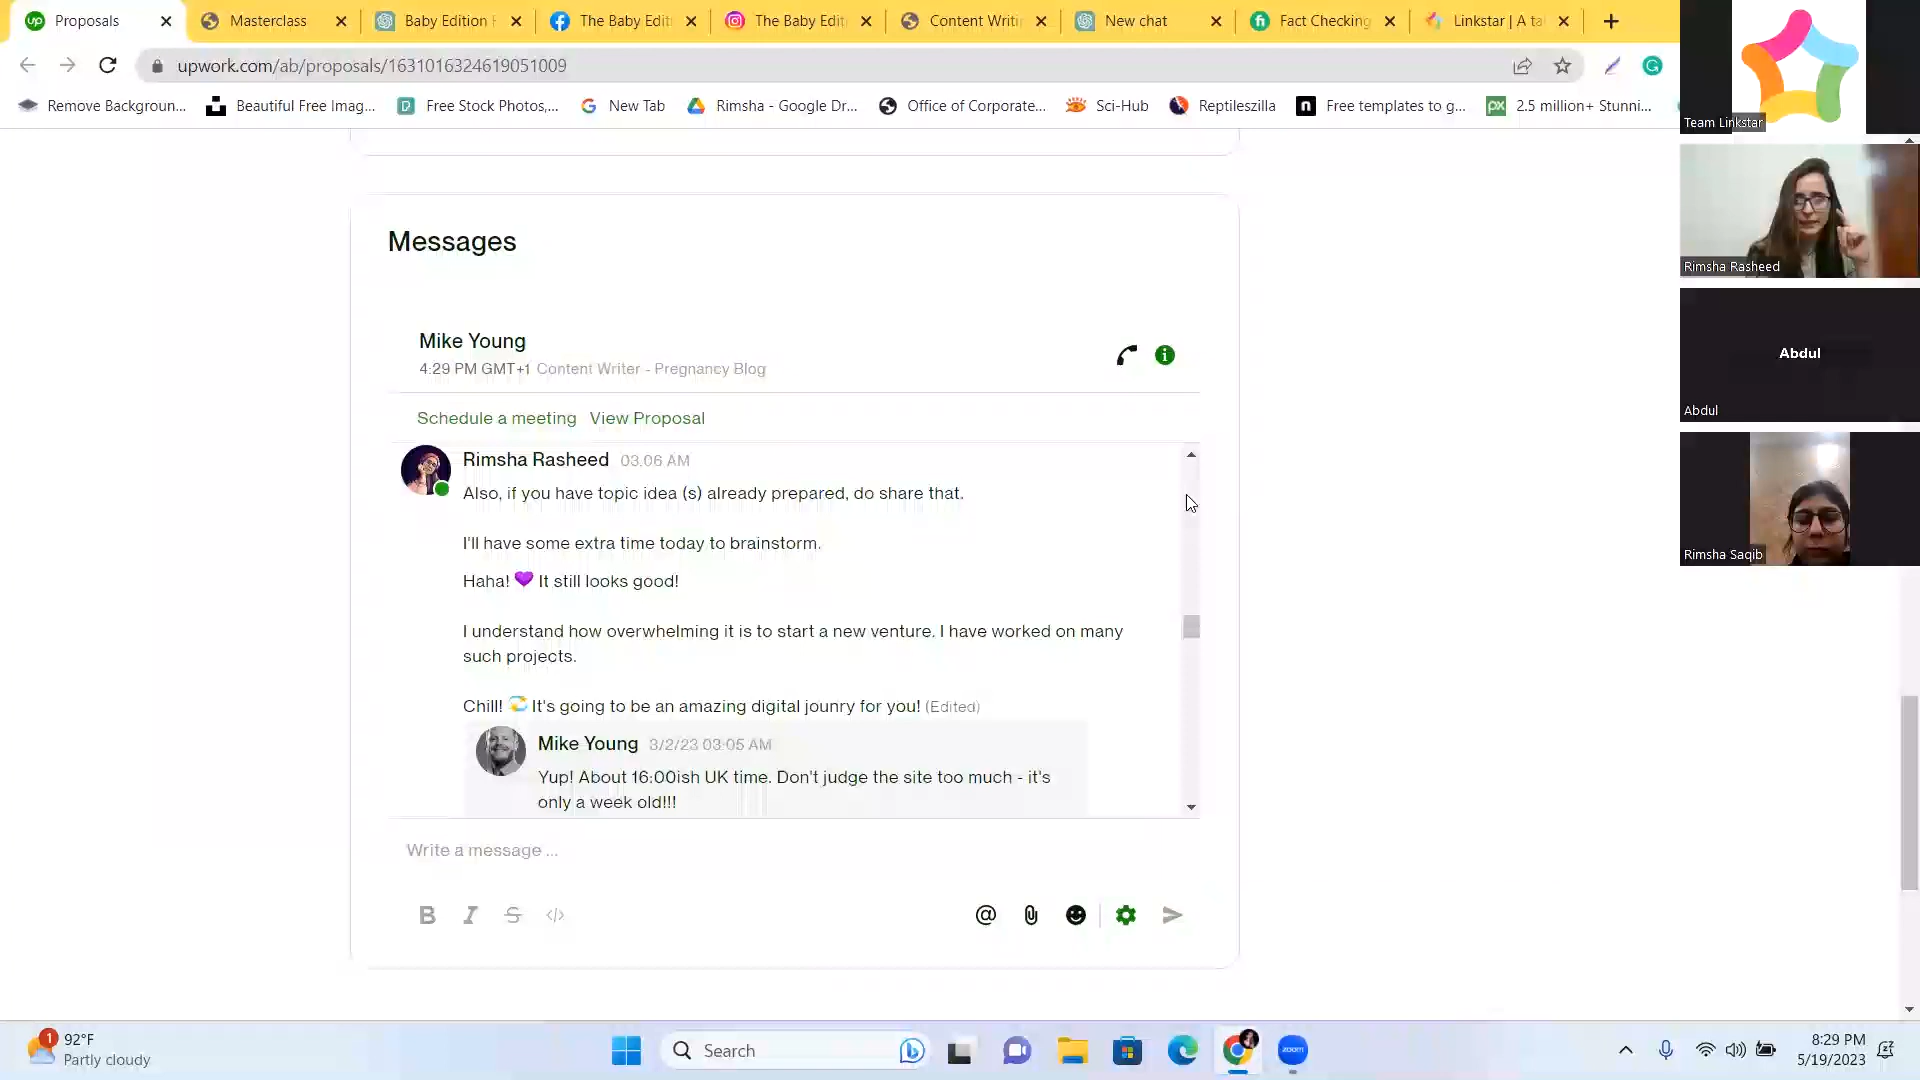 Proposals
Masterclass
Baby Edition
The Baby Edit
The Baby Edit
Content Writi
New chat
Fact Checking
Linkstar | A ta
upwork.com/ab/proposals/1631016324619051009
Remove Backgroun...
Beautiful Free Imag...
Free Stock Photos,...
New Tab
Rimsha - Google Dr...
Office of Corporate...
Sci-Hub
Reptileszilla
Free templates to g...
2.5 million+ Stunni...
Team Linkstar
Rimsha Rasheed
Abdul
Abdul
Rimsha Saqib
Messages
Mike Young
4:29 PM GMT+1 Content Writer - Pregnancy Blog
Schedule a meeting View Proposal
Rimsha Rasheed 03.06 AM
Also, if you have topic idea (s) already prepared, do share that.
I'll have some extra time today to brainstorm.
Haha! 💜 It still looks good!
I understand how overwhelming it is to start a new venture. I have worked on many
such projects.
Chill! 💫 It's going to be an amazing digital jounry for you! (Edited)
Mike Young 3/2/23 03:05 AM
Yup! About 16:00ish UK time. Don't judge the site too much - it's
only a week old!!!
Write a message ...
92°F
Partly cloudy
Search
zoom
8:29 PM
5/19/2023